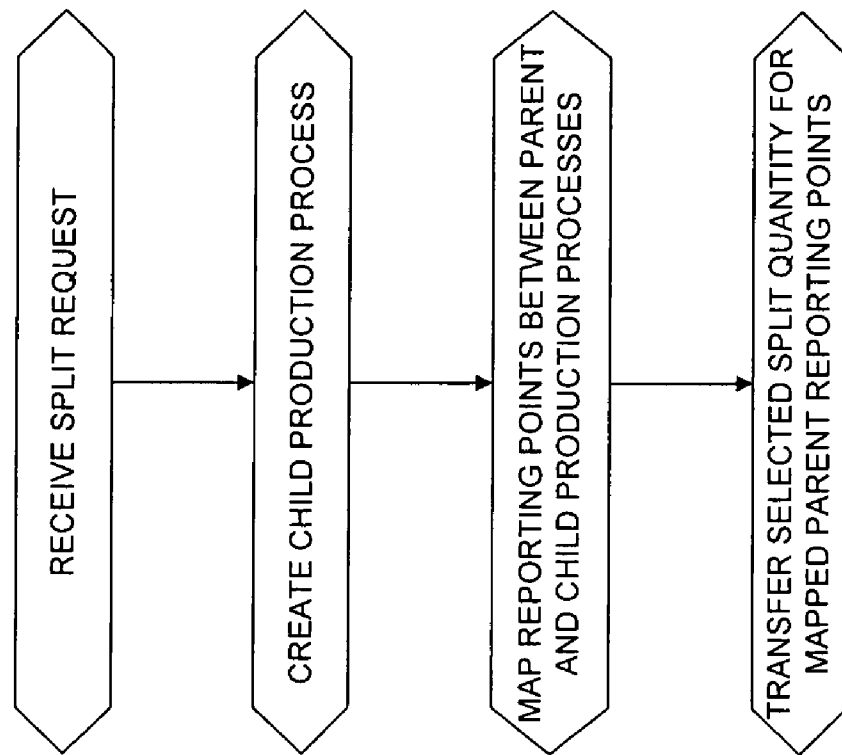 RECEIVE SPLIT REQUEST
CREATE CHILD PRODUCTION PROCESS
MAP REPORTING POINTS BETWEEN PARENT
AND CHILD PRODUCTION PROCESSES
TRANSFER SELECTED SPLIT QUANTITY FOR
MAPPED PARENT REPORTING POINTS